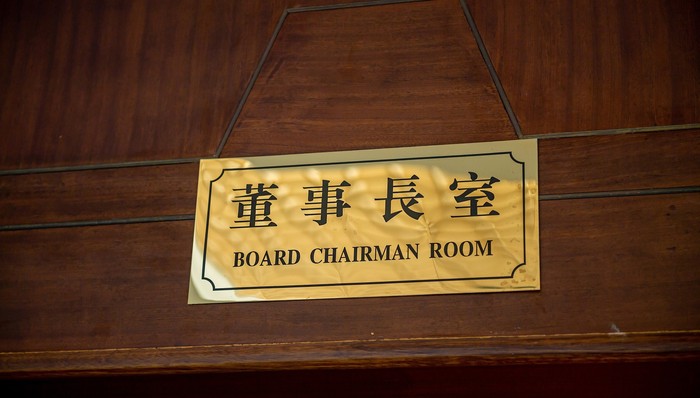 董事長室
BOARD CHAIRMAN ROOM